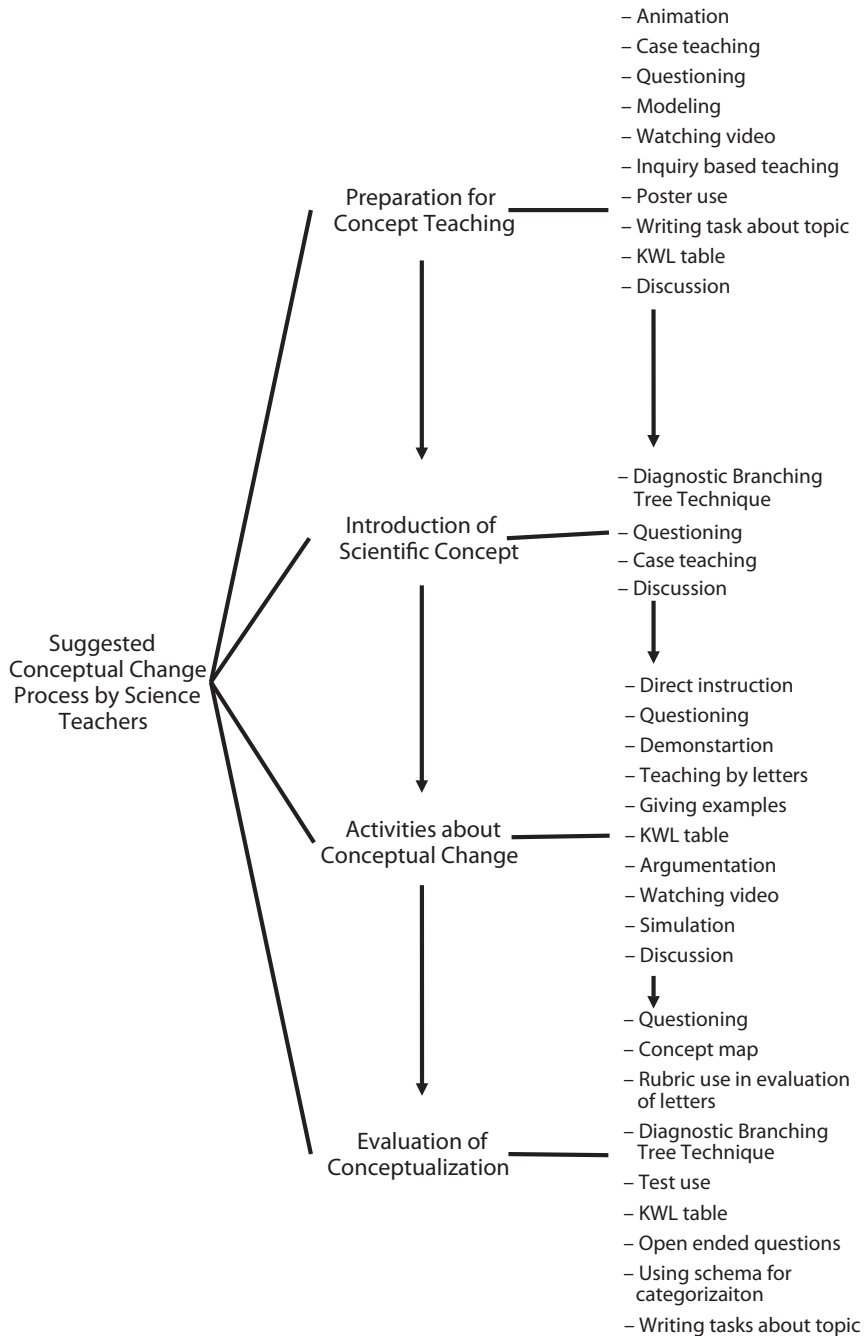 – Animation
– Case teaching
– Questioning
– Modeling
– Watching video
– Inquiry based teaching
– Poster use
– Writing task about topic
– KWL table
– Discussion
Preparation for
Concept Teaching
– Diagnostic Branching
Tree Technique
– Questioning
– Case teaching
– Discussion
Introduction of
Scientific Concept
Suggested
Conceptual Change
Process by Science
Teachers
– Direct instruction
– Questioning
– Demonstartion
– Teaching by letters
– Giving examples
– KWL table
– Argumentation
– Watching video
– Simulation
– Discussion
Activities about
Conceptual Change
– Questioning
– Concept map
– Rubric use in evaluation
of letters
– Diagnostic Branching
Tree Technique
– Test use
– KWL table
– Open ended questions
– Using schema for
categorizaiton
– Writing tasks about topic
Evaluation of
Conceptualization